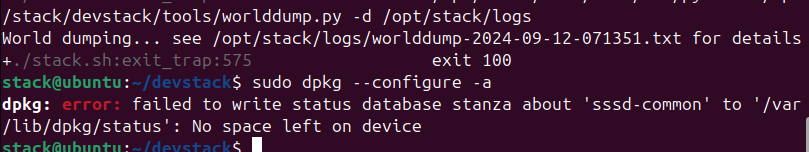 /stack/devstack/tools/worlddump.py -d /opt/stack/logs
World dumping... see /opt/stack/logs/worlddump-2024-09-12-071351.txt for details
+./stack.sh:exit_trap:575                 exit 100
stack@ubuntu:~/devstack$ sudo dpkg --configure -a
dpkg: error: failed to write status database stanza about 'sssd-common' to '/var
/lib/dpkg/status': No space left on device
stack@ubuntu:~/devstack$